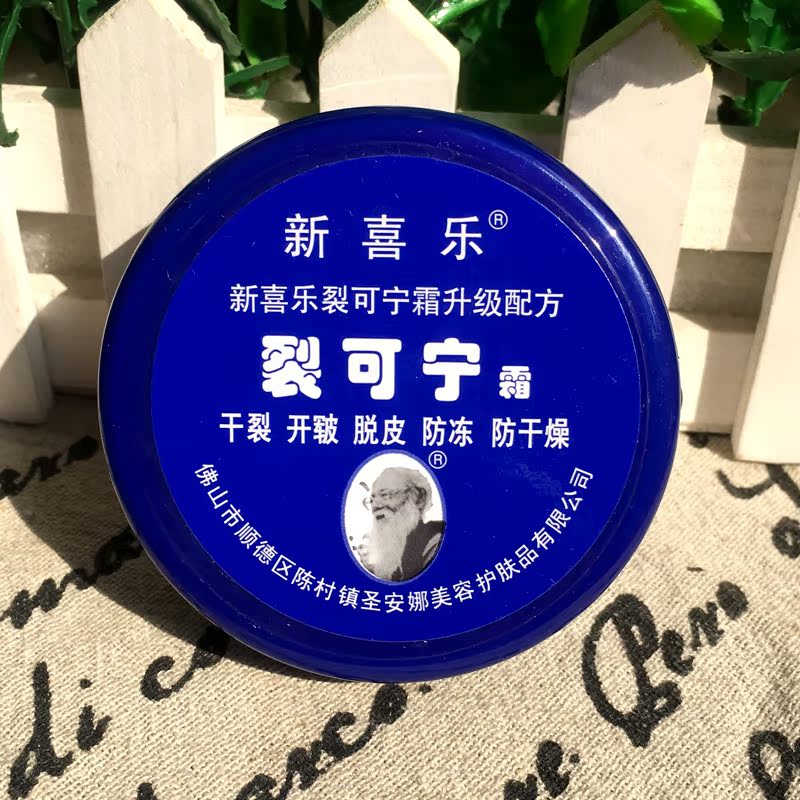 新喜乐®
新喜乐裂可宁霜升级配方
裂可宁霜
干裂 开皲 脱皮 防冻 防干燥
®
佛山市顺德区陈村镇圣安娜美容护肤品有限公司
di
Pero